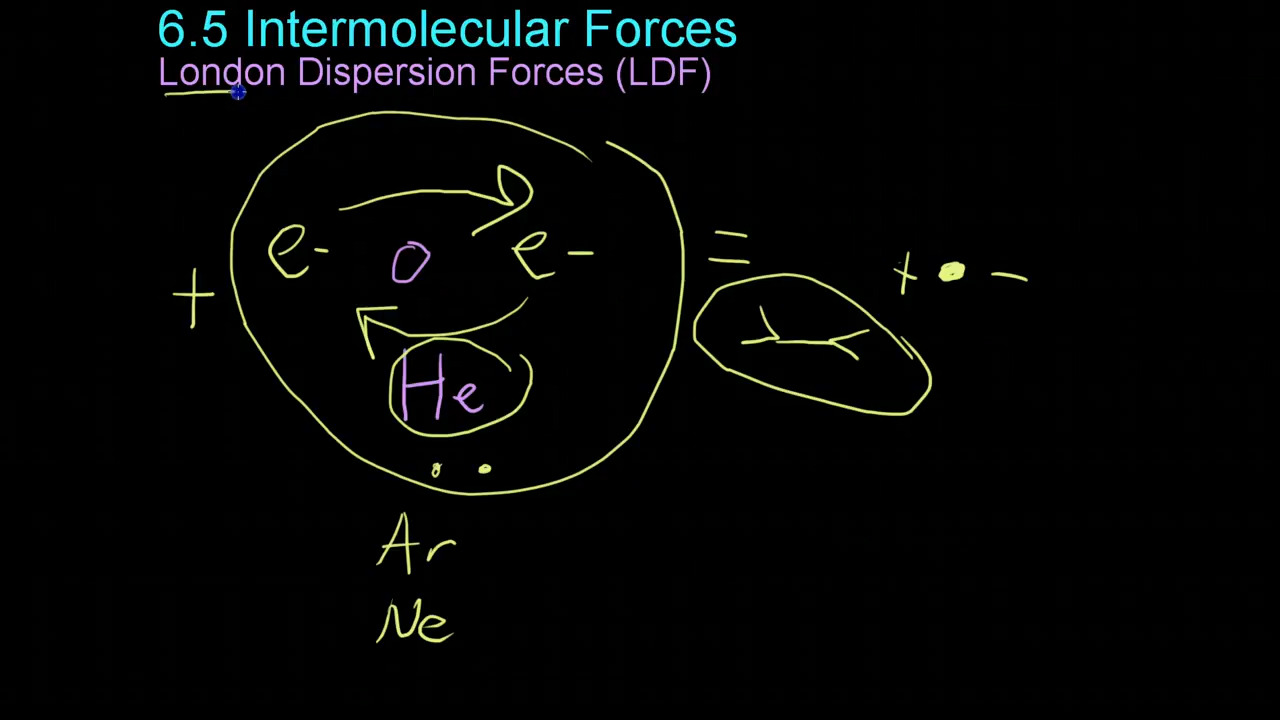 6.5 Intermolecular Forces
London Dispersion Forces (LDF)
e- o e- =
+ + • -
He
Ar
Ne